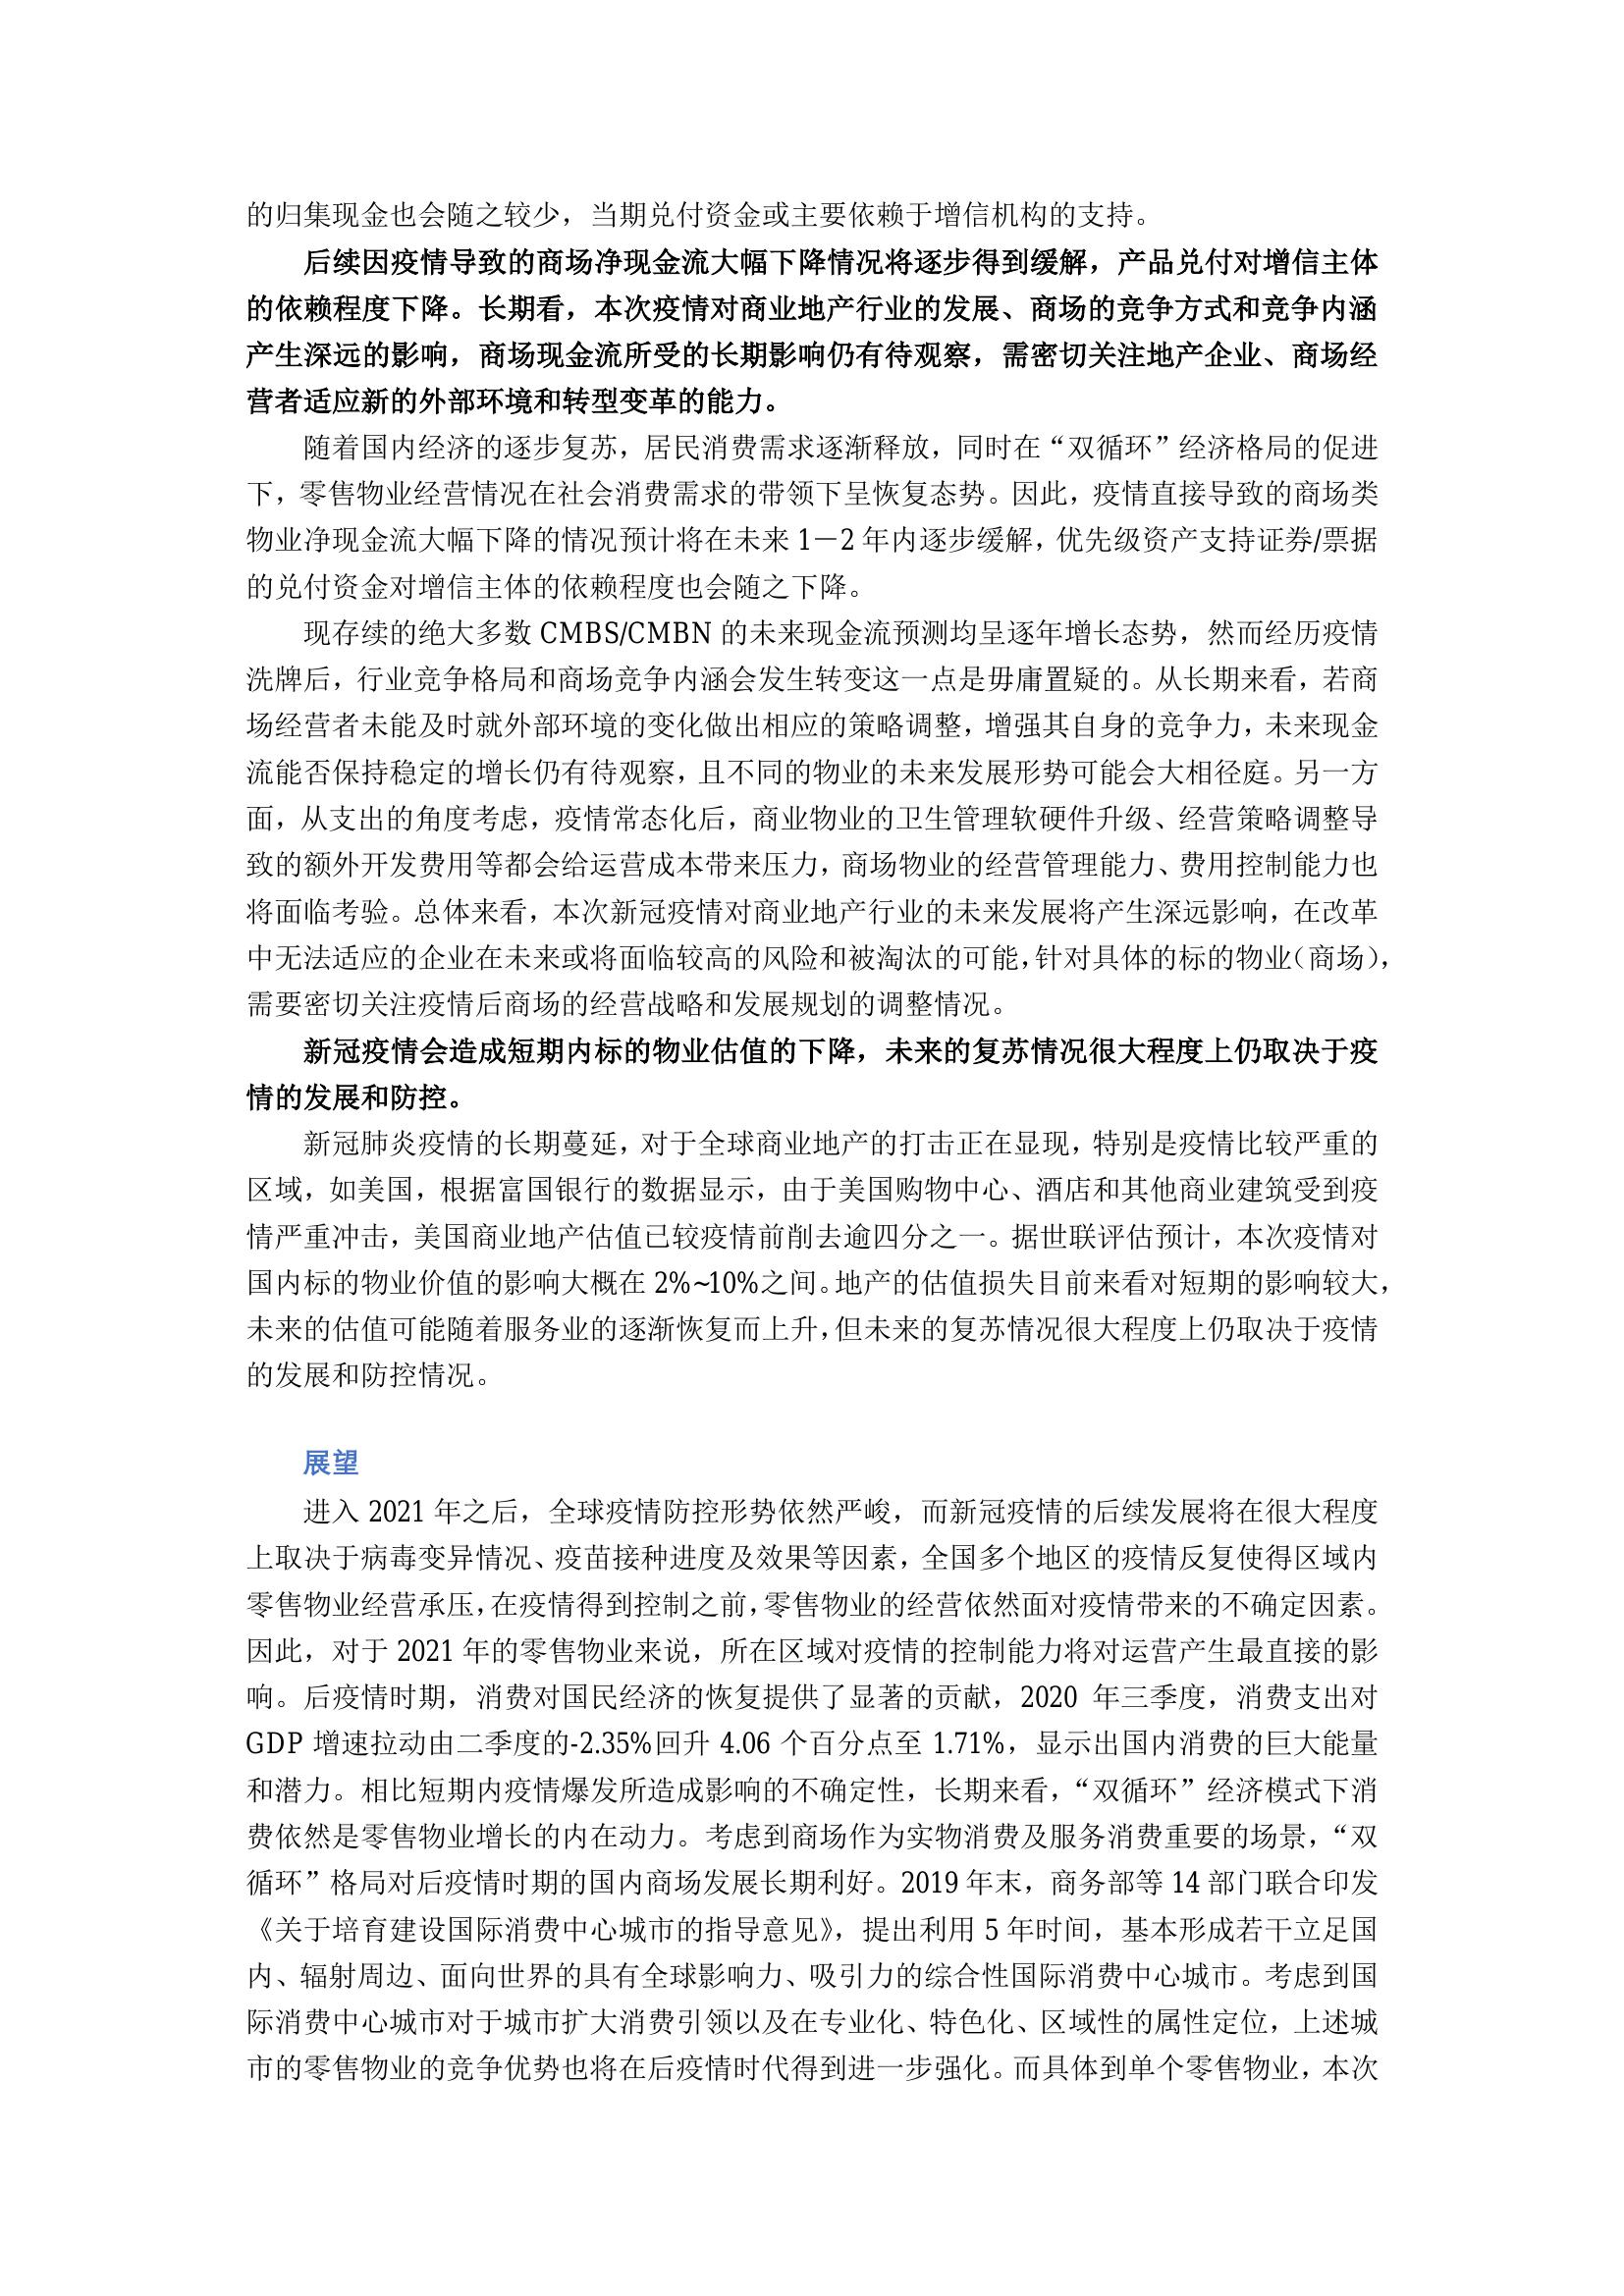 的归集现金也会随之较少，当期兑付资金或主要依赖于增信机构的支持。
后续因疫情导致的商场净现金流大幅下降情况将逐步得到缓解，产品兑付对增信主体
的依赖程度下降。长期看，本次疫情对商业地产行业的发展、商场的竞争方式和竞争内涵
产生深远的影响，商场现金流所受的长期影响仍有待观察，需密切关注地产企业、商场经
营者适应新的外部环境和转型变革的能力。
随着国内经济的逐步复苏，居民消费需求逐渐释放，同时在“双循环”经济格局的促进
下，零售物业经营情况在社会消费需求的带领下呈恢复态势。因此，疫情直接导致的商场类
物业净现金流大幅下降的情况预计将在未来 1－2 年内逐步缓解，优先级资产支持证券/票据
的兑付资金对增信主体的依赖程度也会随之下降。
现存续的绝大多数 CMBS/CMBN 的未来现金流预测均呈逐年增长态势，然而经历疫情
洗牌后，行业竞争格局和商场竞争内涵会发生转变这一点是毋庸置疑的。从长期来看，若商
场经营者未能及时就外部环境的变化做出相应的策略调整，增强其自身的竞争力，未来现金
流能否保持稳定的增长仍有待观察，且不同的物业的未来发展形势可能会大相径庭。另一方
面，从支出的角度考虑，疫情常态化后，商业物业的卫生管理软硬件升级、经营策略调整导
致的额外开发费用等都会给运营成本带来压力，商场物业的经营管理能力、费用控制能力也
将面临考验。总体来看，本次新冠疫情对商业地产行业的未来发展将产生深远影响，在改革
中无法适应的企业在未来或将面临较高的风险和被淘汰的可能，针对具体的标的物业（商场），
需要密切关注疫情后商场的经营战略和发展规划的调整情况。
新冠疫情会造成短期内标的物业估值的下降，未来的复苏情况很大程度上仍取决于疫
情的发展和防控。
新冠肺炎疫情的长期蔓延，对于全球商业地产的打击正在显现，特别是疫情比较严重的
区域，如美国，根据富国银行的数据显示，由于美国购物中心、酒店和其他商业建筑受到疫
情严重冲击，美国商业地产估值已较疫情前削去逾四分之一。据世联评估预计，本次疫情对
国内标的物业价值的影响大概在 2%~10%之间。地产的估值损失目前来看对短期的影响较大，
未来的估值可能随着服务业的逐渐恢复而上升，但未来的复苏情况很大程度上仍取决于疫情
的发展和防控情况。
展望
进入 2021 年之后，全球疫情防控形势依然严峻，而新冠疫情的后续发展将在很大程度
上取决于病毒变异情况、疫苗接种进度及效果等因素，全国多个地区的疫情反复使得区域内
零售物业经营承压，在疫情得到控制之前，零售物业的经营依然面对疫情带来的不确定因素。
因此，对于 2021 年的零售物业来说，所在区域对疫情的控制能力将对运营产生最直接的影
响。后疫情时期，消费对国民经济的恢复提供了显著的贡献，2020 年三季度，消费支出对
GDP 增速拉动由二季度的-2.35%回升 4.06 个百分点至 1.71%，显示出国内消费的巨大能量
和潜力。相比短期内疫情爆发所造成影响的不确定性，长期来看，“双循环”经济模式下消
费依然是零售物业增长的内在动力。考虑到商场作为实物消费及服务消费重要的场景，“双
循环”格局对后疫情时期的国内商场发展长期利好。2019 年末，商务部等 14 部门联合印发
《关于培育建设国际消费中心城市的指导意见》，提出利用 5 年时间，基本形成若干立足国
内、辐射周边、面向世界的具有全球影响力、吸引力的综合性国际消费中心城市。考虑到国
际消费中心城市对于城市扩大消费引领以及在专业化、特色化、区域性的属性定位，上述城
市的零售物业的竞争优势也将在后疫情时代得到进一步强化。而具体到单个零售物业，本次